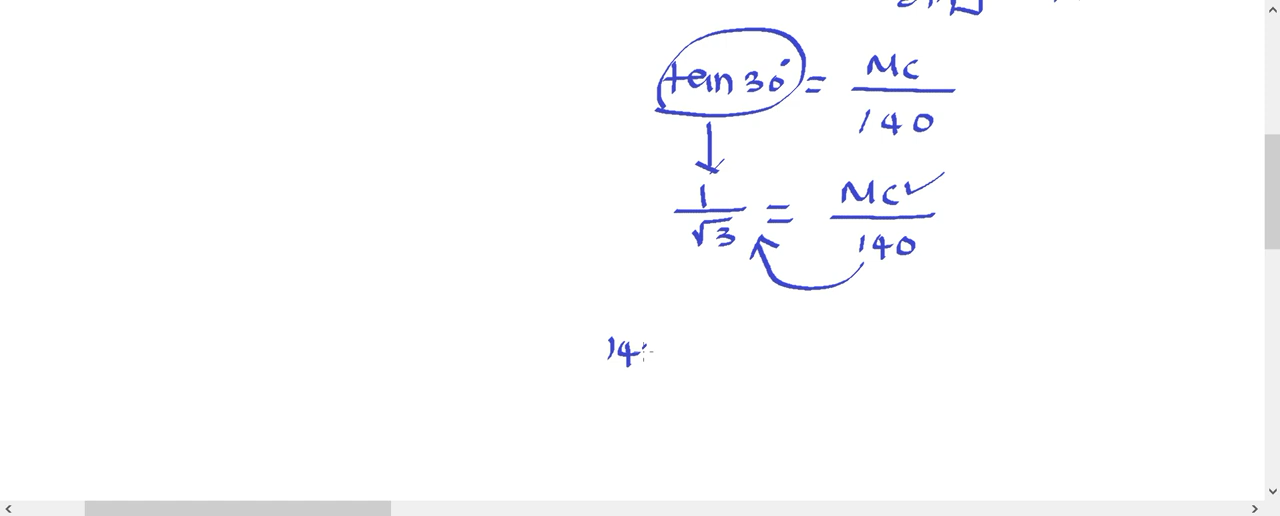 tan 30° = MC / 140
1 / √3 = MC / 140
14